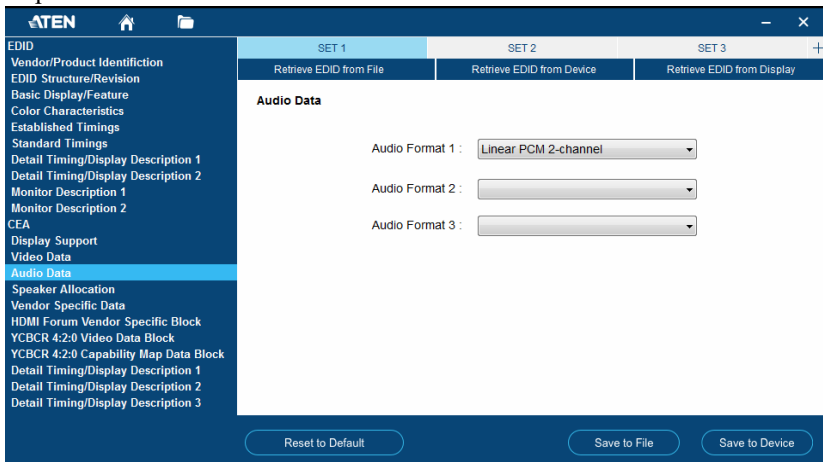 ATEN
EDID
Vendor/Product Identifiction
EDID Structure/Revision
Basic Display/Feature
Color Characteristics
Established Timings
Standard Timings
Detail Timing/Display Description 1
Detail Timing/Display Description 2
Monitor Description 1
Monitor Description 2
CEA
Display Support
Video Data
Audio Data
Speaker Allocation
Vendor Specific Data
HDMI Forum Vendor Specific Block
YCBCR 4:2:0 Video Data Block
YCBCR 4:2:0 Capability Map Data Block
Detail Timing/Display Description 1
Detail Timing/Display Description 2
Detail Timing/Display Description 3
SET 1 SET 2 SET 3 +
Retrieve EDID from File Retrieve EDID from Device Retrieve EDID from Display
Audio Data
Audio Format 1 : Linear PCM 2-channel
Audio Format 2 :
Audio Format 3 :
Reset to Default Save to File Save to Device